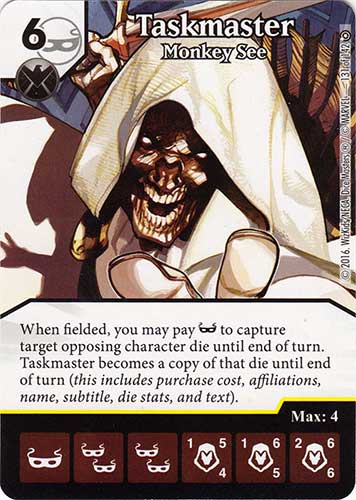 6
Taskmaster
Monkey See
© 2016. WizKids/NECA. Dice Masters ® / © MARVEL — 131 of 142
When fielded, you may pay to capture
target opposing character die until end of turn.
Taskmaster becomes a copy of that die until end
of turn (this includes purchase cost, affiliations,
name, subtitle, die stats, and text).
Max: 4
1 5 4
1 6 5
2 6 6